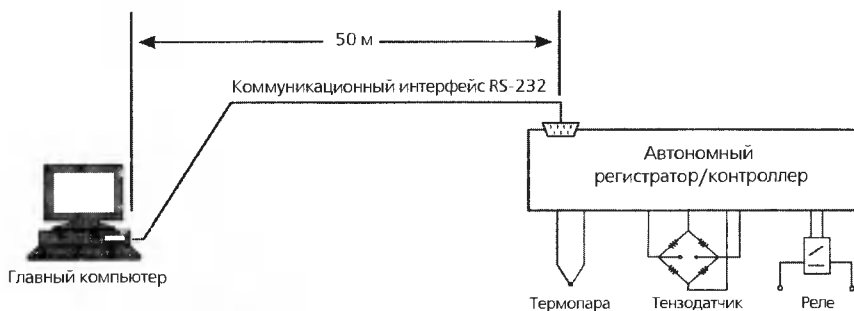 50 м
Коммуникационный интерфейс RS-232
Автономный
регистратор/контроллер
Главный компьютер
Термопара
Тензодатчик
Реле